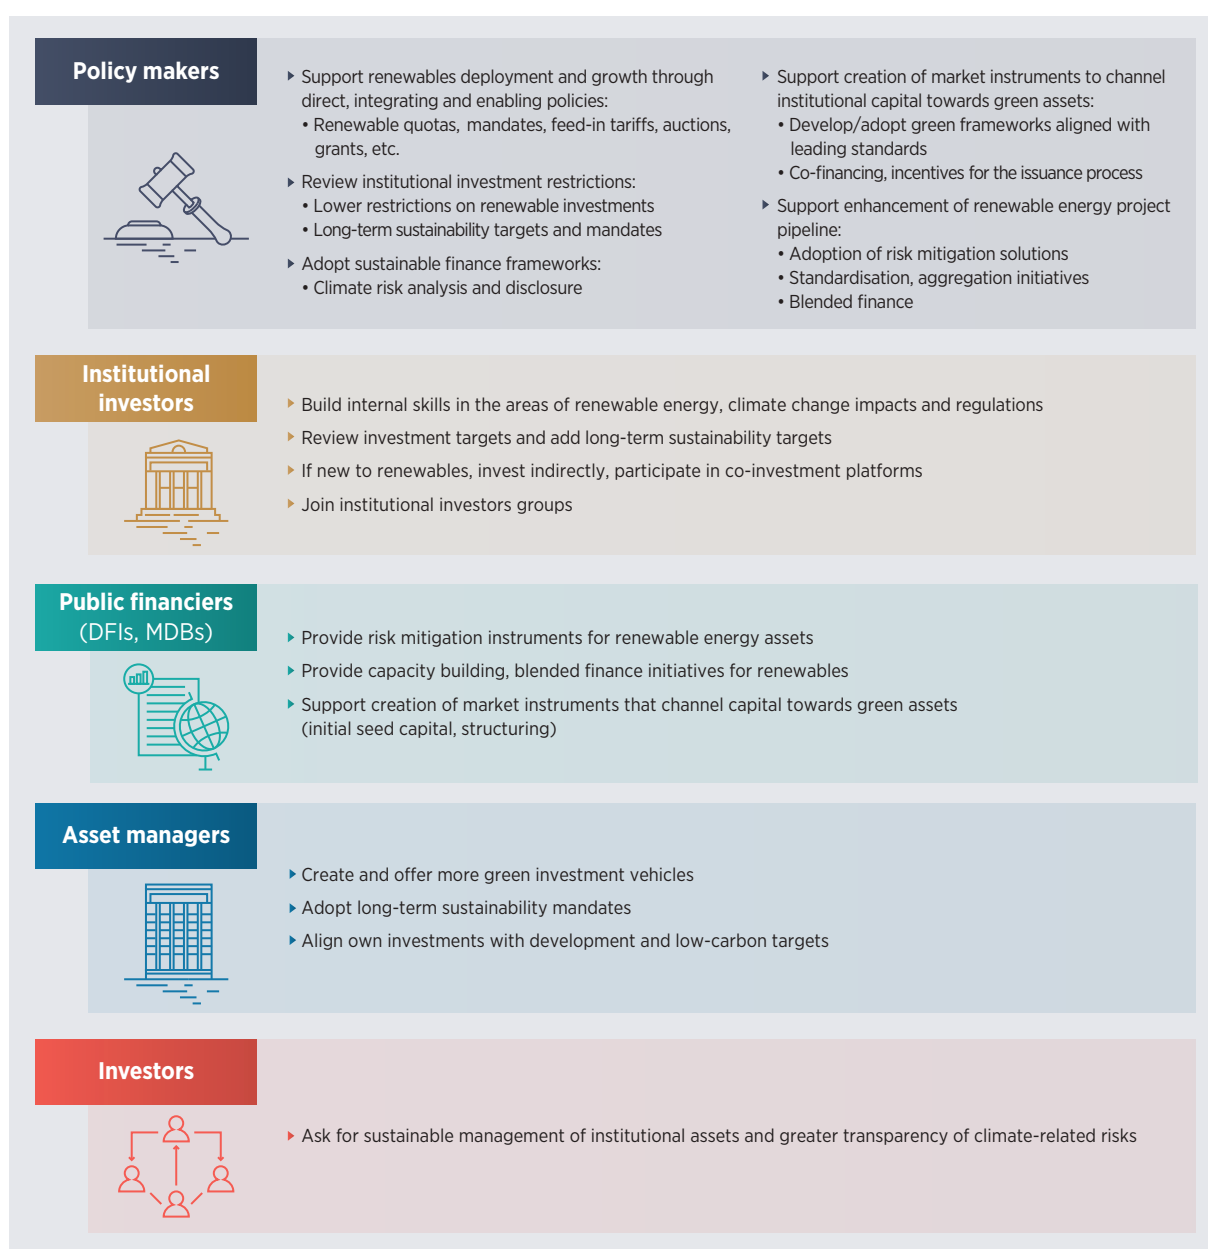 Policy makers
▸ Support renewables deployment and growth through
direct, integrating and enabling policies:
• Renewable quotas, mandates, feed-in tariffs, auctions,
grants, etc.
▸ Review institutional investment restrictions:
• Lower restrictions on renewable investments
• Long-term sustainability targets and mandates
▸ Adopt sustainable finance frameworks:
• Climate risk analysis and disclosure
▸ Support creation of market instruments to channel
institutional capital towards green assets:
• Develop/adopt green frameworks aligned with
leading standards
• Co-financing, incentives for the issuance process
▸ Support enhancement of renewable energy project
pipeline:
• Adoption of risk mitigation solutions
• Standardisation, aggregation initiatives
• Blended finance
Institutional
investors
▸ Build internal skills in the areas of renewable energy, climate change impacts and regulations
▸ Review investment targets and add long-term sustainability targets
▸ If new to renewables, invest indirectly, participate in co-investment platforms
▸ Join institutional investors groups
Public financiers
(DFIs, MDBs)
▸ Provide risk mitigation instruments for renewable energy assets
▸ Provide capacity building, blended finance initiatives for renewables
▸ Support creation of market instruments that channel capital towards green assets
(initial seed capital, structuring)
Asset managers
▸ Create and offer more green investment vehicles
▸ Adopt long-term sustainability mandates
▸ Align own investments with development and low-carbon targets
Investors
▸ Ask for sustainable management of institutional assets and greater transparency of climate-related risks